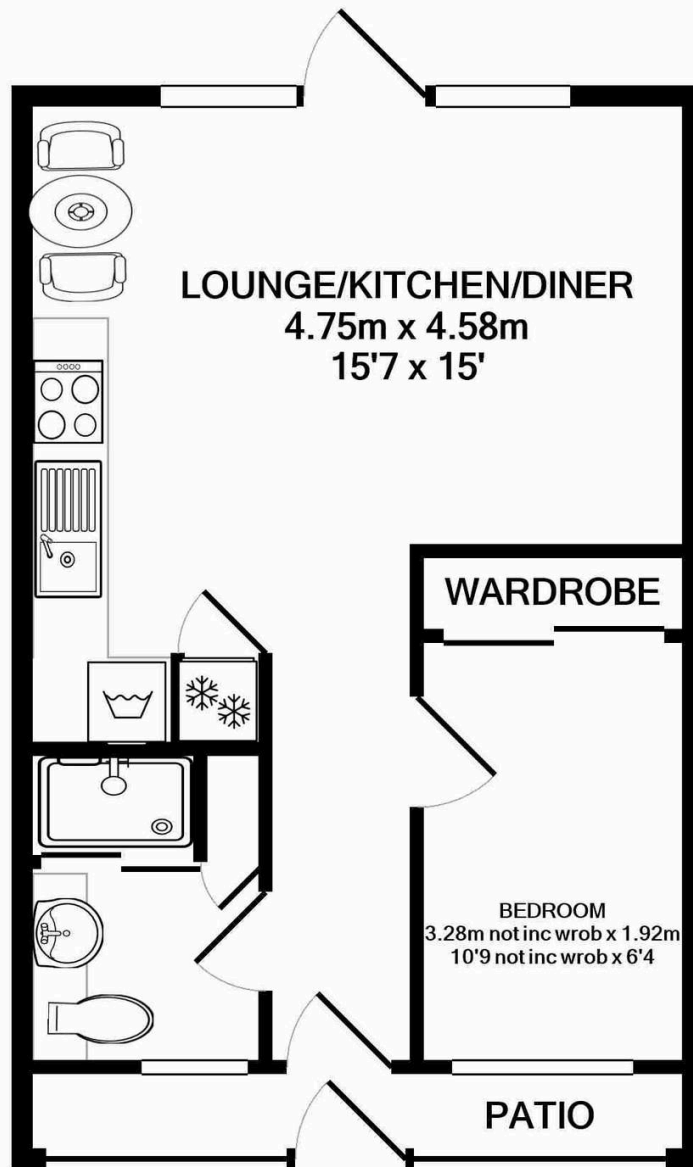 LOUNGE/KITCHEN/DINER
4.75m x 4.58m
15'7 x 15'
WARDROBE
BEDROOM
3.28m not inc wrob x 1.92m
10'9 not inc wrob x 6'4
PATIO